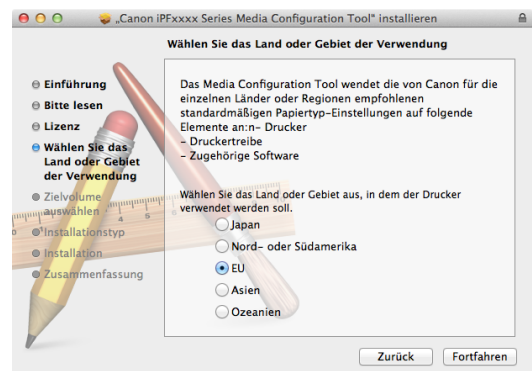 „Canon iPFxxxx Series Media Configuration Tool" installieren
Wählen Sie das Land oder Gebiet der Verwendung
Einführung
Bitte lesen
Lizenz
Wählen Sie das
Land oder Gebiet
der Verwendung
Zielvolume
auswählen
Installationstyp
Installation
Zusammenfassung
Das Media Configuration Tool wendet die von Canon für die
einzelnen Länder oder Regionen empfohlenen
standardmäßigen Papiertyp-Einstellungen auf folgende
Elemente an:n- Drucker
- Druckertreibe
- Zugehörige Software
Wählen Sie das Land oder Gebiet aus, in dem der Drucker
verwendet werden soll.
Japan
Nord- oder Südamerika
EU
Asien
Ozeanien
Zurück
Fortfahren